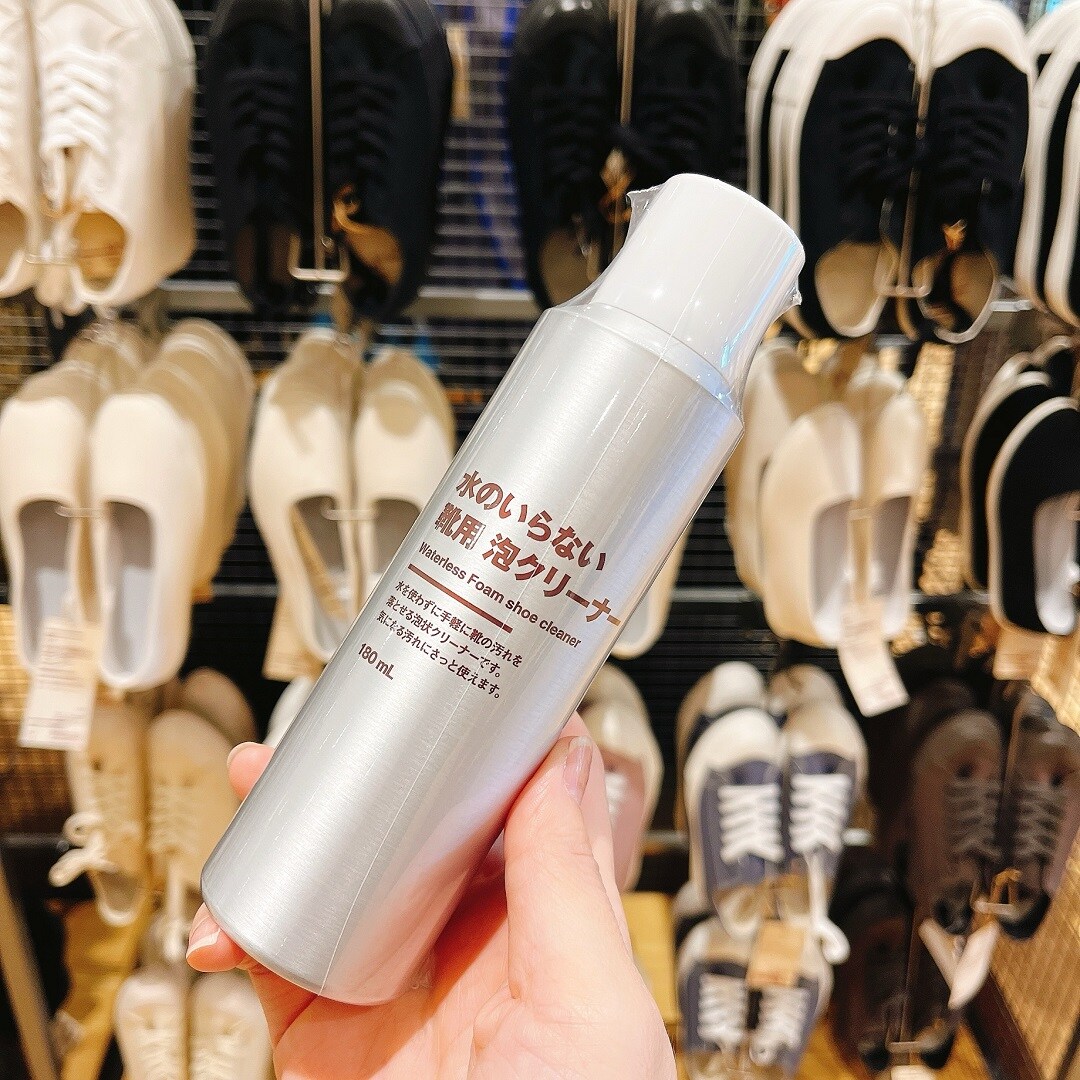 水のいらない
靴用 泡クリーナー
Waterless Foam shoe cleaner
水を使わずに手軽に靴の汚れを
落とせる泡状クリーナーです。
気になる汚れにさっと使えます。
180 mL